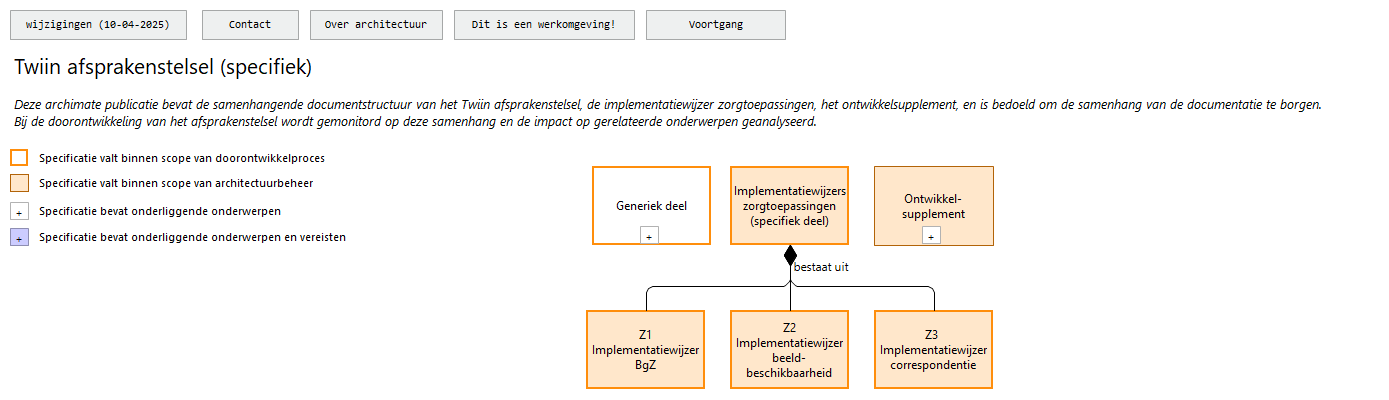 wijzigingen (10-04-2025)
Contact
Over architectuur
Dit is een werkomgeving!
Voortgang
Twiin afsprakenstelsel (specifiek)
Deze archimate publicatie bevat de samenhangende documentstructuur van het Twiin afsprakenstelsel, de implementatiewijzer zorgtoepassingen, het ontwikkelsupplement, en is bedoeld om de samenhang van de documentatie te borgen.
Bij de doorontwikkeling van het afsprakenstelsel wordt gemonitord op deze samenhang en de impact op gerelateerde onderwerpen geanalyseerd.
Specificatie valt binnen scope van doorontwikkelproces
Specificatie valt binnen scope van architectuurbeheer
+ Specificatie bevat onderliggende onderwerpen
+ Specificatie bevat onderliggende onderwerpen en vereisten
Generiek deel
+
Implementatiewijzers
zorgtoepassingen
(specifiek deel)
Ontwikkel-
supplement
+
bestaat uit
Z1
Implementatiewijzer
BgZ
Z2
Implementatiewijzer
beeld-
beschikbaarheid
Z3
Implementatiewijzer
correspondentie